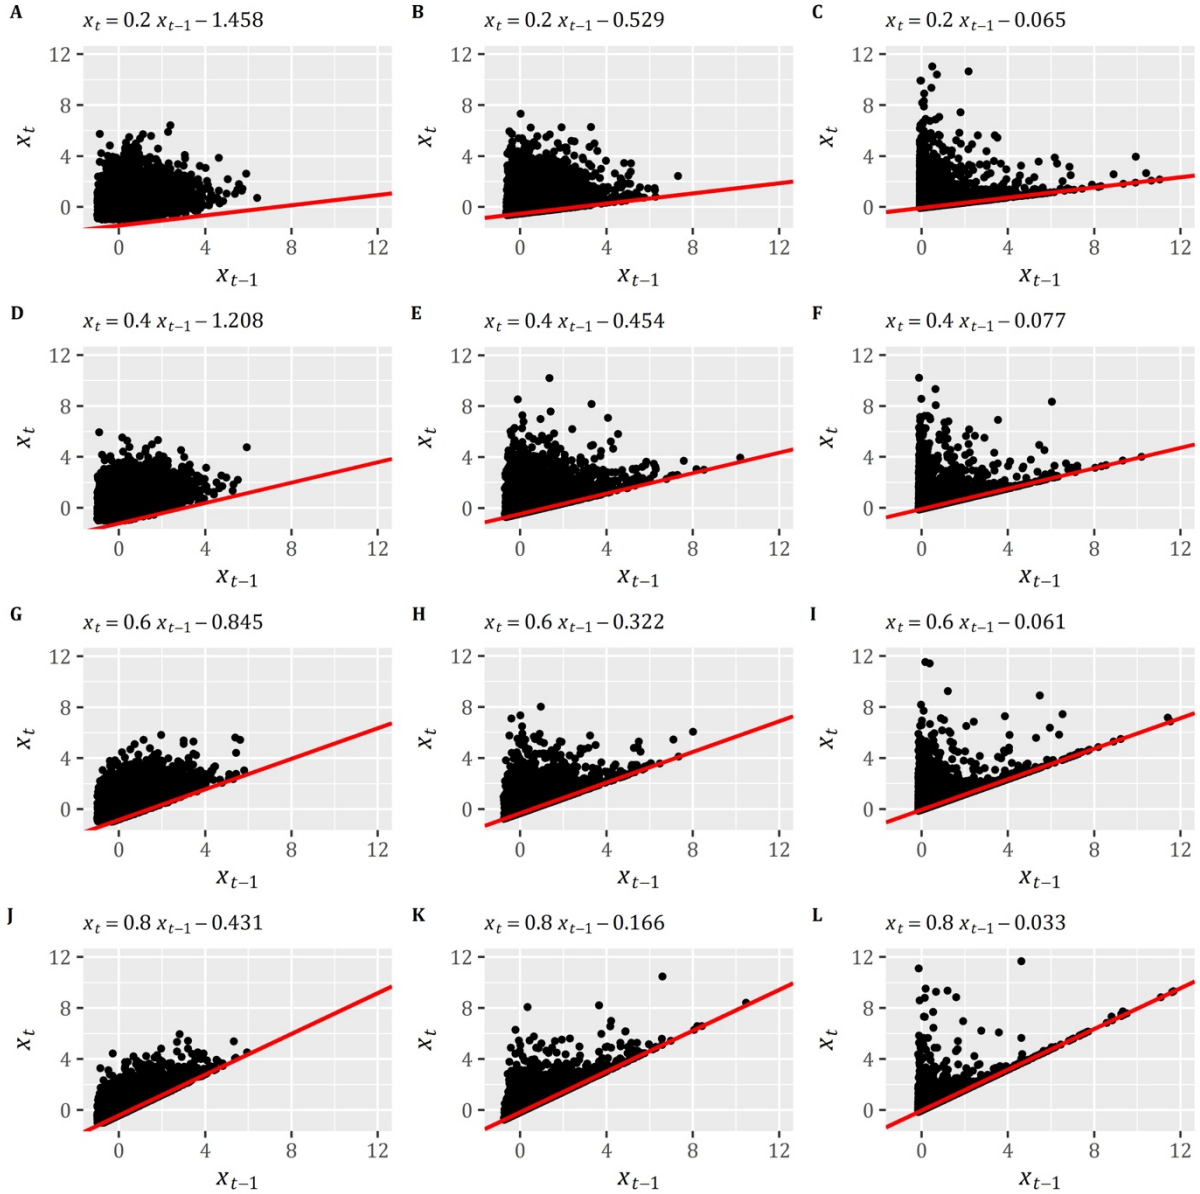 A
x_t = 0.2 x_{t−1} − 1.458
12
8
4
0
x_t
0 4 8 12
x_{t−1}
B
x_t = 0.2 x_{t−1} − 0.529
12
8
4
0
x_t
0 4 8 12
x_{t−1}
C
x_t = 0.2 x_{t−1} − 0.065
12
8
4
0
x_t
0 4 8 12
x_{t−1}
D
x_t = 0.4 x_{t−1} − 1.208
12
8
4
0
x_t
0 4 8 12
x_{t−1}
E
x_t = 0.4 x_{t−1} − 0.454
12
8
4
0
x_t
0 4 8 12
x_{t−1}
F
x_t = 0.4 x_{t−1} − 0.077
12
8
4
0
x_t
0 4 8 12
x_{t−1}
G
x_t = 0.6 x_{t−1} − 0.845
12
8
4
0
x_t
0 4 8 12
x_{t−1}
H
x_t = 0.6 x_{t−1} − 0.322
12
8
4
0
x_t
0 4 8 12
x_{t−1}
I
x_t = 0.6 x_{t−1} − 0.061
12
8
4
0
x_t
0 4 8 12
x_{t−1}
J
x_t = 0.8 x_{t−1} − 0.431
12
8
4
0
x_t
0 4 8 12
x_{t−1}
K
x_t = 0.8 x_{t−1} − 0.166
12
8
4
0
x_t
0 4 8 12
x_{t−1}
L
x_t = 0.8 x_{t−1} − 0.033
12
8
4
0
x_t
0 4 8 12
x_{t−1}